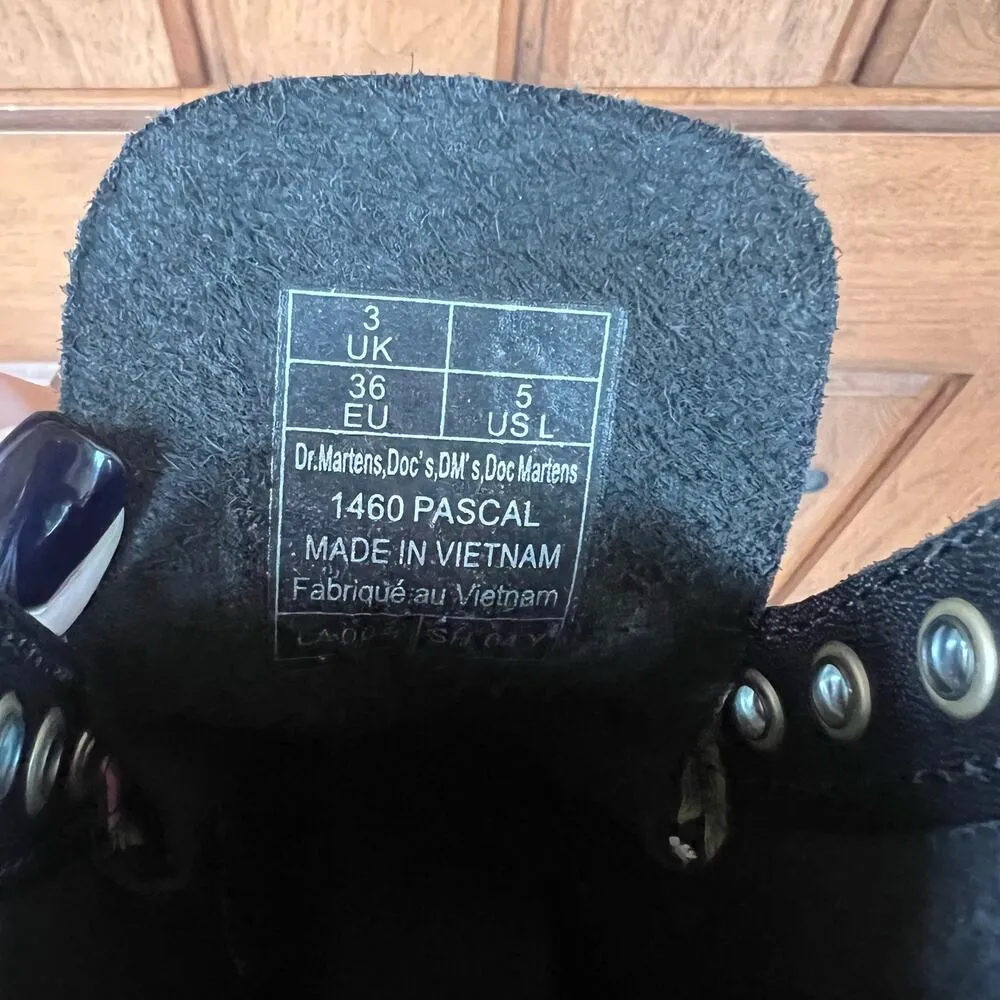 3
UK
36
EU
5
US L
Dr.Martens,Doc's,DM's,Doc Martens
1460 PASCAL
MADE IN VIETNAM
Fabriqué au Vietnam